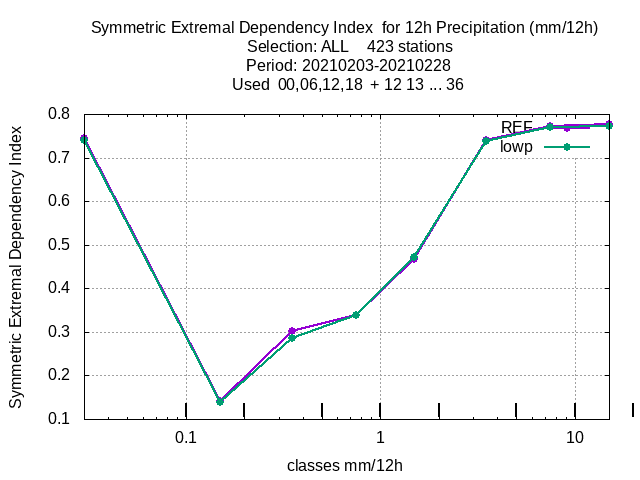 Symmetric Extremal Dependency Index  for 12h Precipitation (mm/12h)
Selection: ALL    423 stations
Period: 20210203-20210228
Used  00,06,12,18  + 12 13 ... 36
Symmetric Extremal Dependency Index
0.8
0.7
0.6
0.5
0.4
0.3
0.2
0.1
REF
lowp
0.1
1
10
classes mm/12h